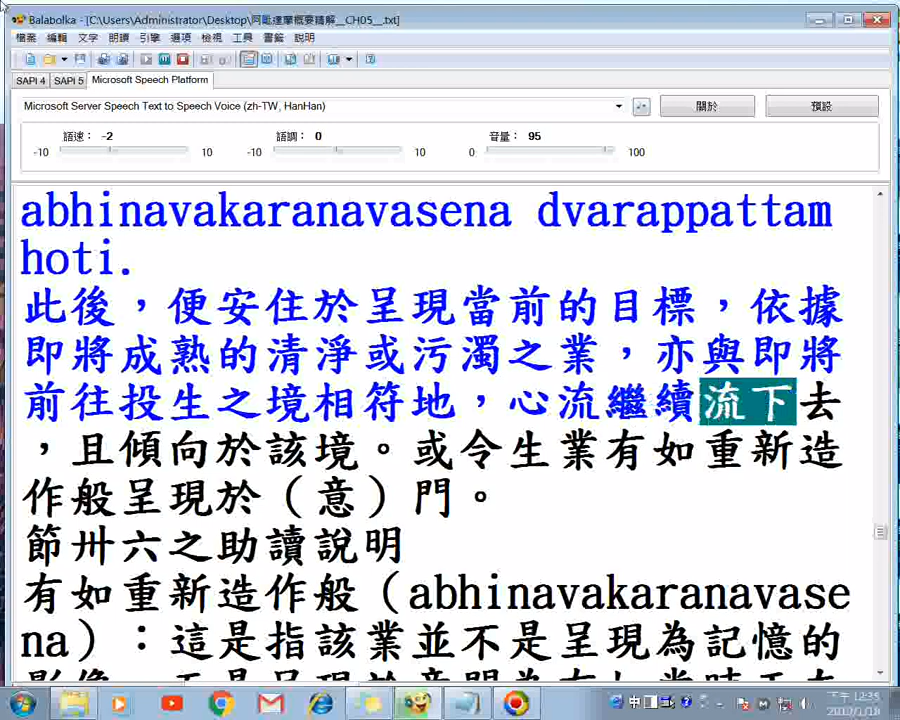 Balabolka - [C:\Users\Administrator\Desktop\阿毗達摩概要精解__CH05__.txt]
檔案 編輯 文字 朗讀 引擎 選項 檢視 工具 書籤 說明
SAPI 4 SAPI 5 Microsoft Speech Platform
Microsoft Server Speech Text to Speech Voice (zh-TW, HanHan) 關於 預設
語速： -2 語調： 0 音量： 95
-10 10 -10 10 0 100
abhinavakaranavasena dvarappattam
hoti.
此後，便安住於呈現當前的目標，依據
即將成熟的清淨或污濁之業，亦與即將
前往投生之境相符地，心流繼續流下去
，且傾向於該境。或令生業有如重新造
作般呈現於（意）門。
節卅六之助讀說明
有如重新造作般（abhinavakaranavase
na）：這是指該業並不是呈現為記憶的
下午 12:35